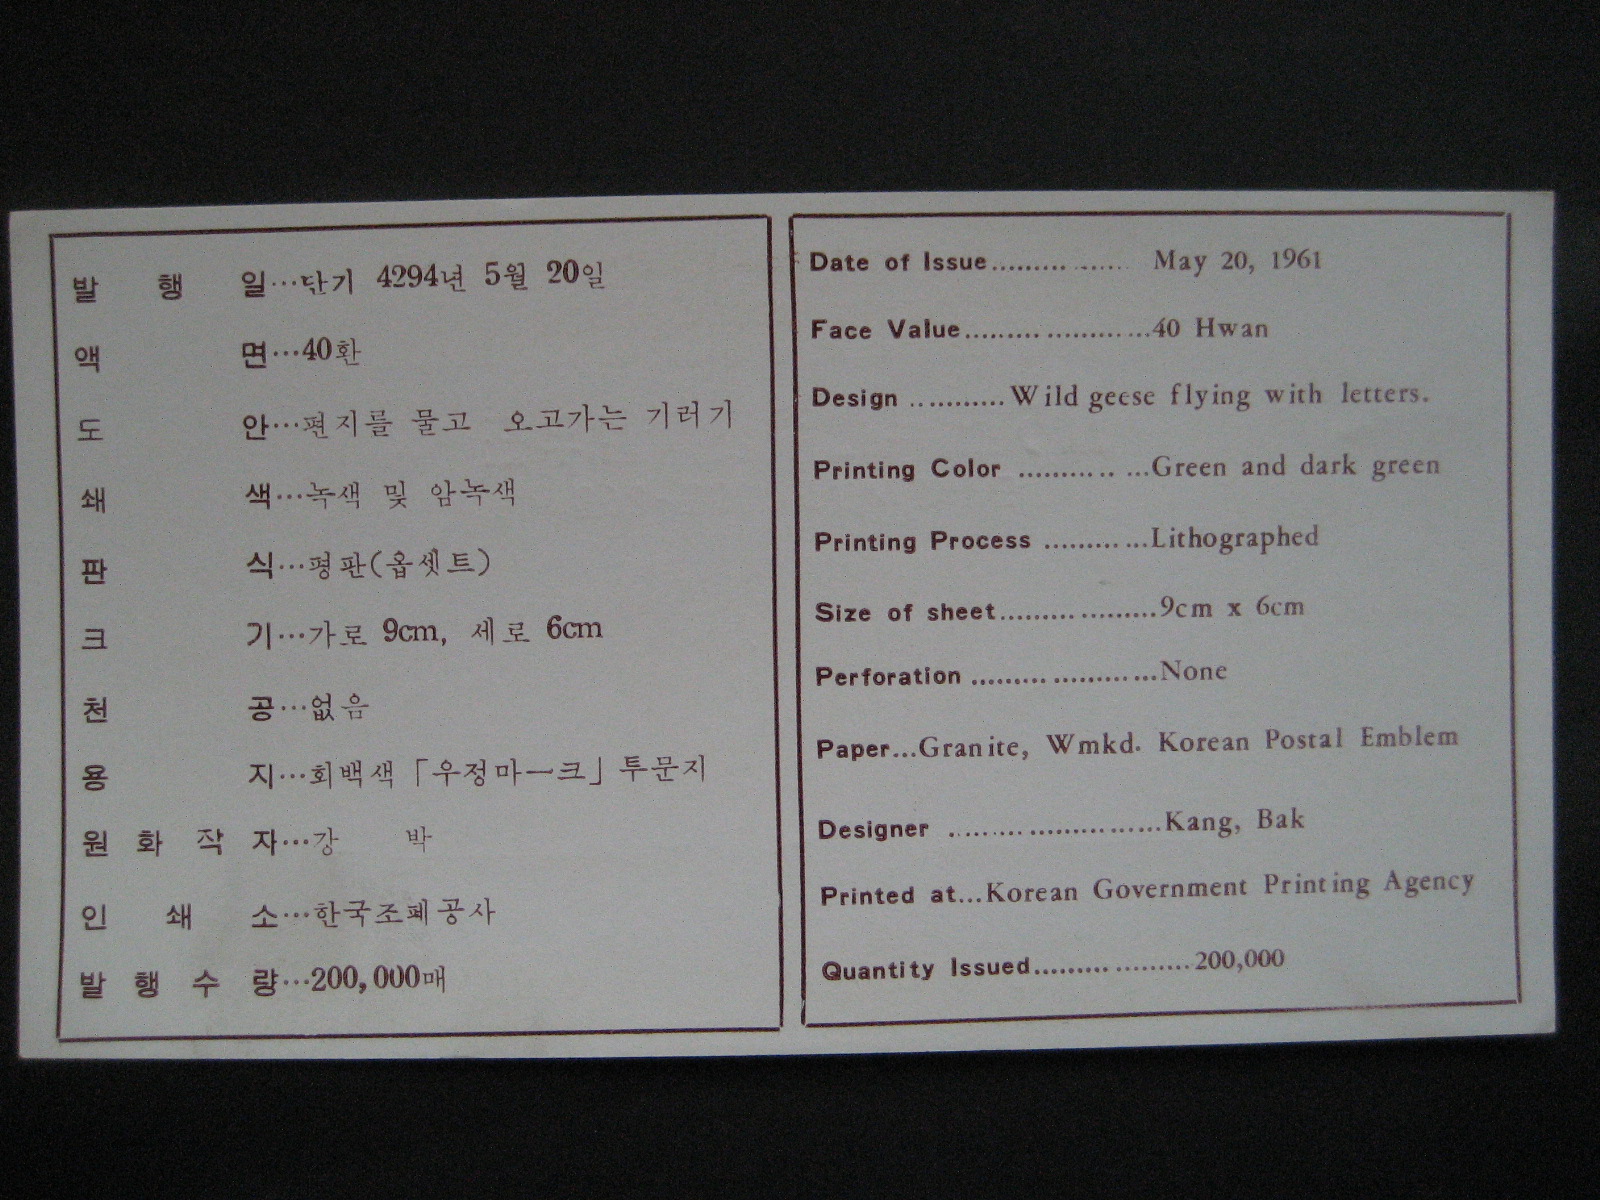 발 행 일…단기 4294년 5월 20일
액 면…40환
도 안…편지를 물고 오고가는 기러기
쇄 색…녹색 및 암녹색
판 식…평판(옵셋트)
크 기…가로 9cm, 세로 6cm
천 공…없음
용 지…회백색 「우정마ー크」 투문지
원 화 작 자…강 박
인 쇄 소…한국조폐공사
발 행 수 량…200,000매
Date of Issue................ May 20, 1961
Face Value.......................40 Hwan
Design ............Wild geese flying with letters.
Printing Color ..............Green and dark green
Printing Process .............Lithographed
Size of sheet...................9cm x 6cm
Perforation ......................None
Paper...Granite, Wmkd. Korean Postal Emblem
Designer .........................Kang, Bak
Printed at...Korean Government Printing Agency
Quantity Issued...................200,000